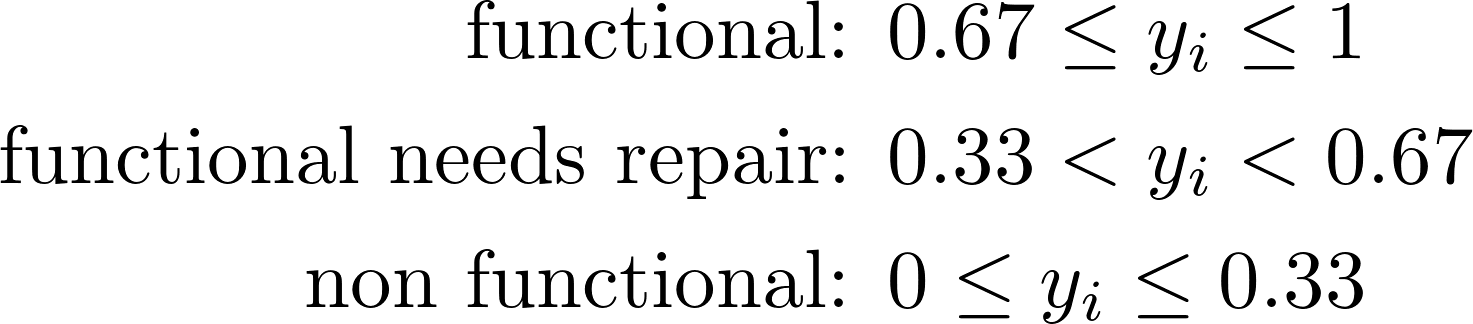 functional: 0.67 ≤ yᵢ ≤ 1
functional needs repair: 0.33 < yᵢ < 0.67
non functional: 0 ≤ yᵢ ≤ 0.33